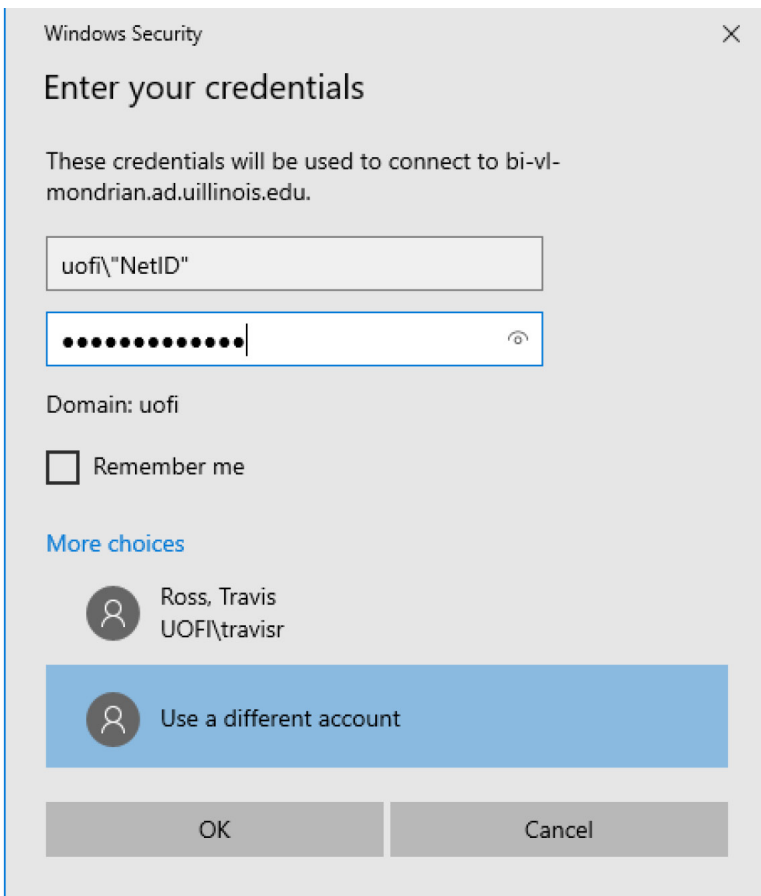 Windows Security
Enter your credentials
These credentials will be used to connect to bi-vl-
mondrian.ad.uillinois.edu.
uofi\"NetID"
●●●●●●●●●●●●●
Domain: uofi
Remember me
More choices
Ross, Travis
UOFI\travisr
Use a different account
OK
Cancel